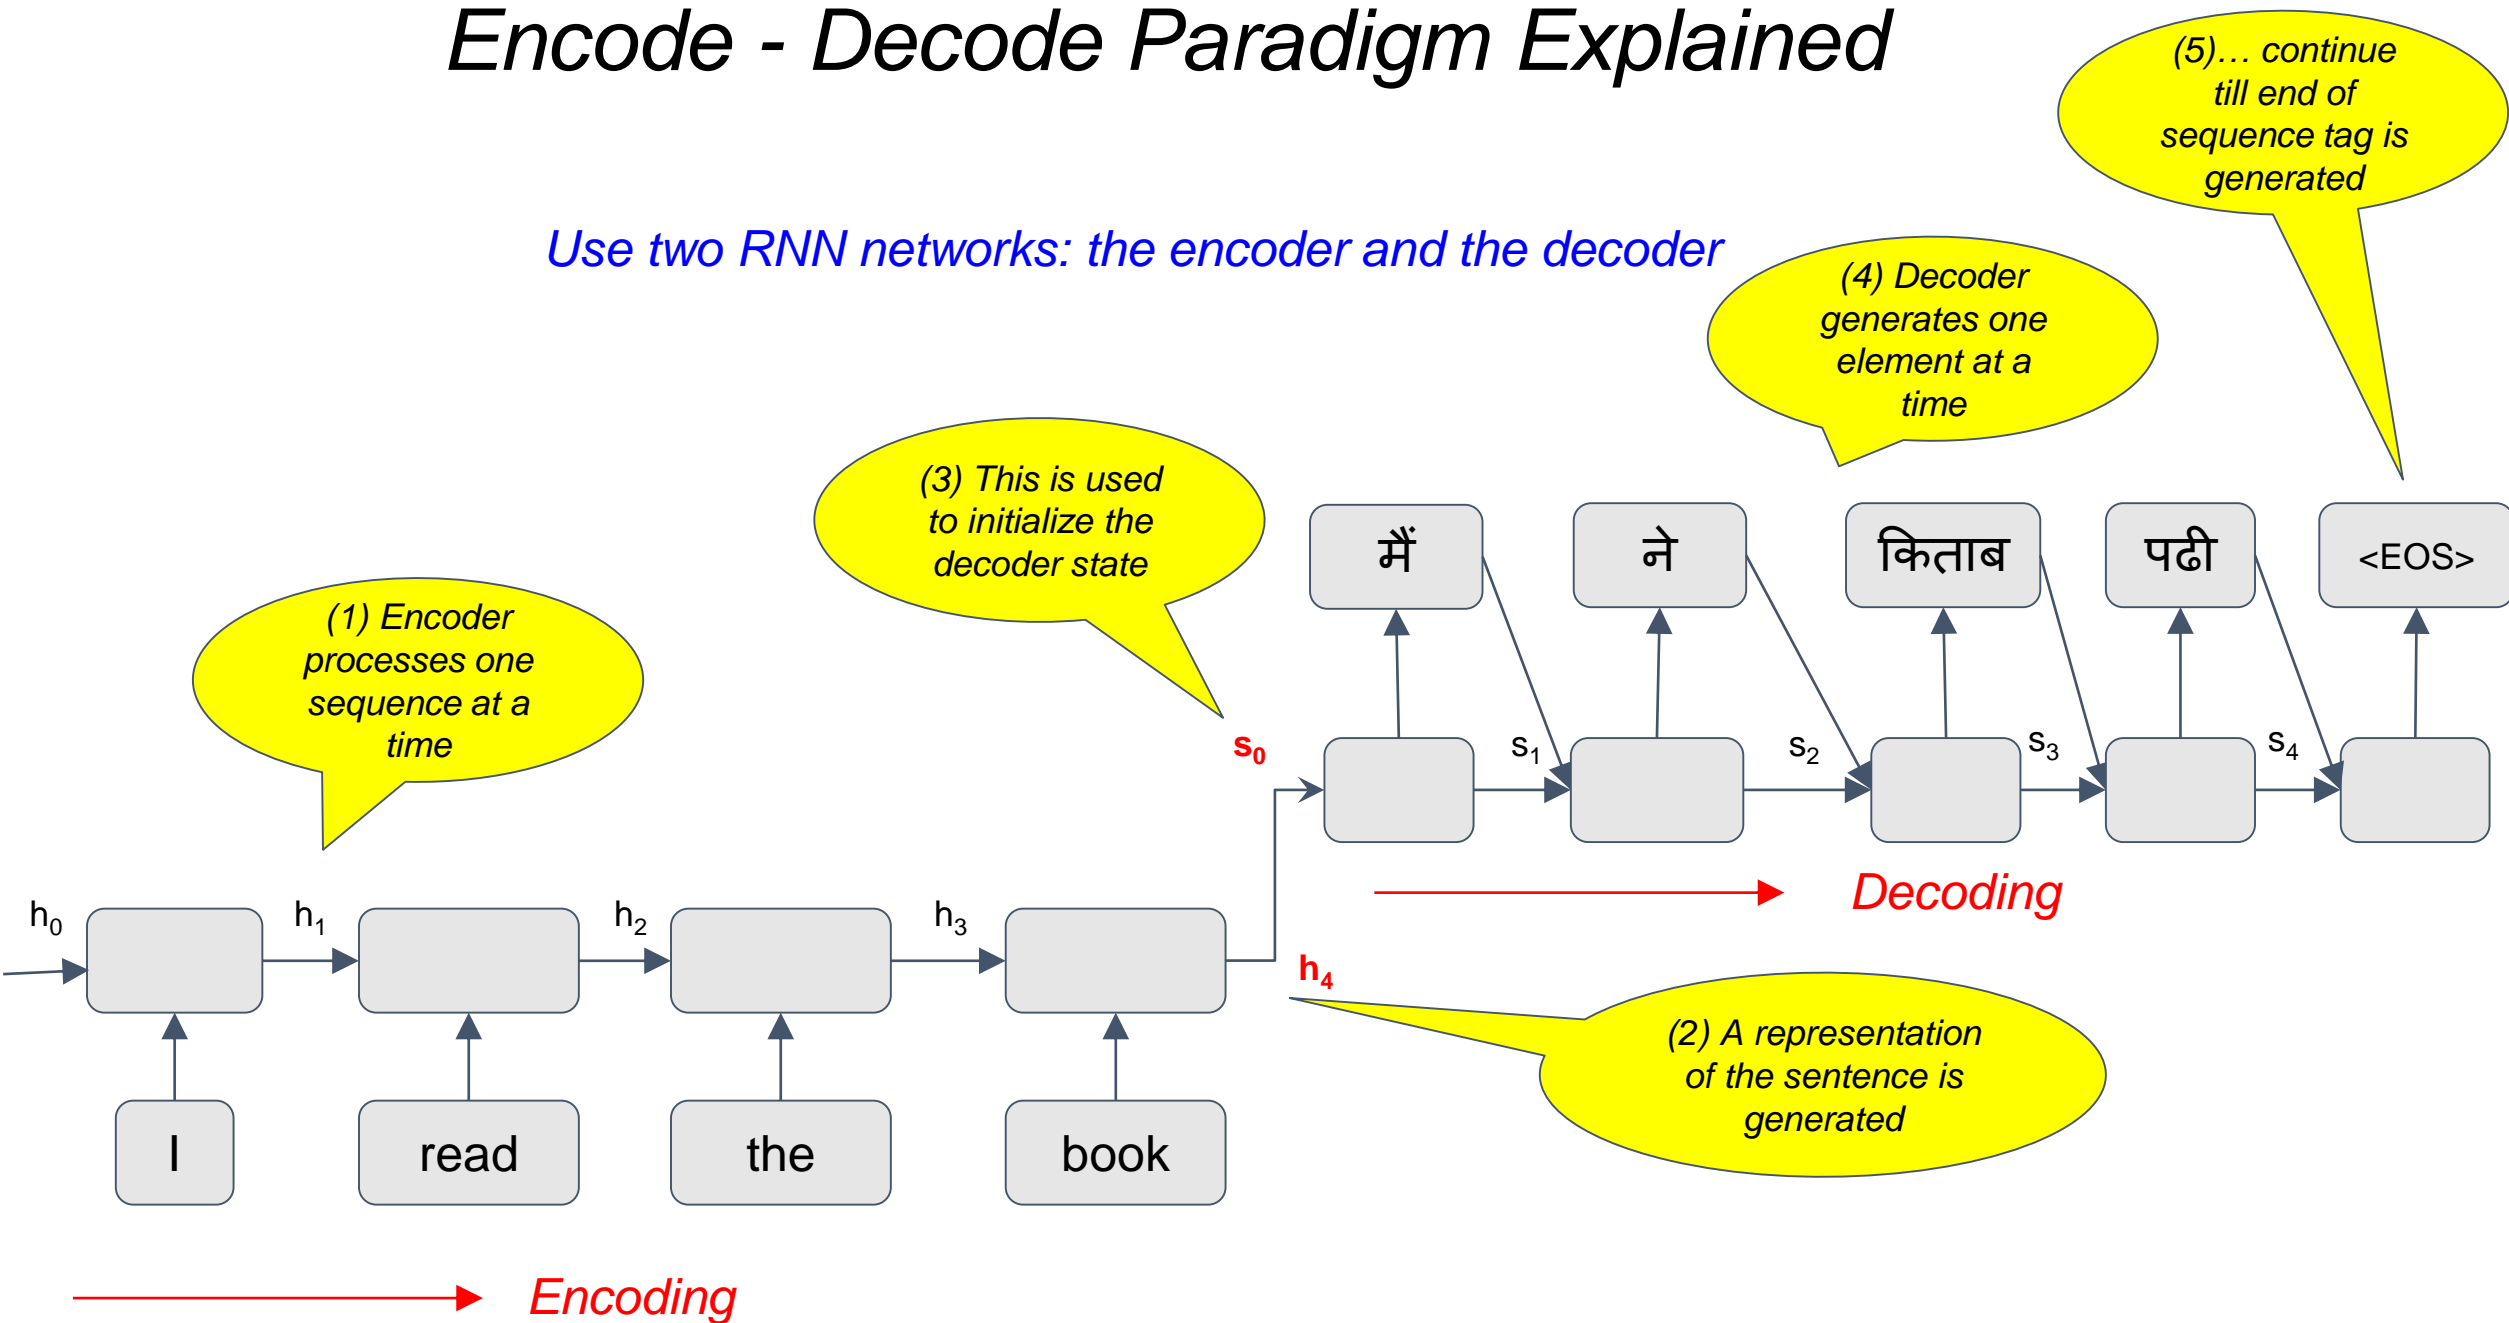 Encode - Decode Paradigm Explained
Use two RNN networks: the encoder and the decoder
(5)… continue
till end of
sequence tag is
generated
(4) Decoder
generates one
element at a
time
(3) This is used
to initialize the
decoder state
(1) Encoder
processes one
sequence at a
time
मैं
ने
किताब
पढी
<EOS>
s0
s1
s2
s3
s4
Decoding
h0
h1
h2
h3
h4
(2) A representation
of the sentence is
generated
I
read
the
book
Encoding